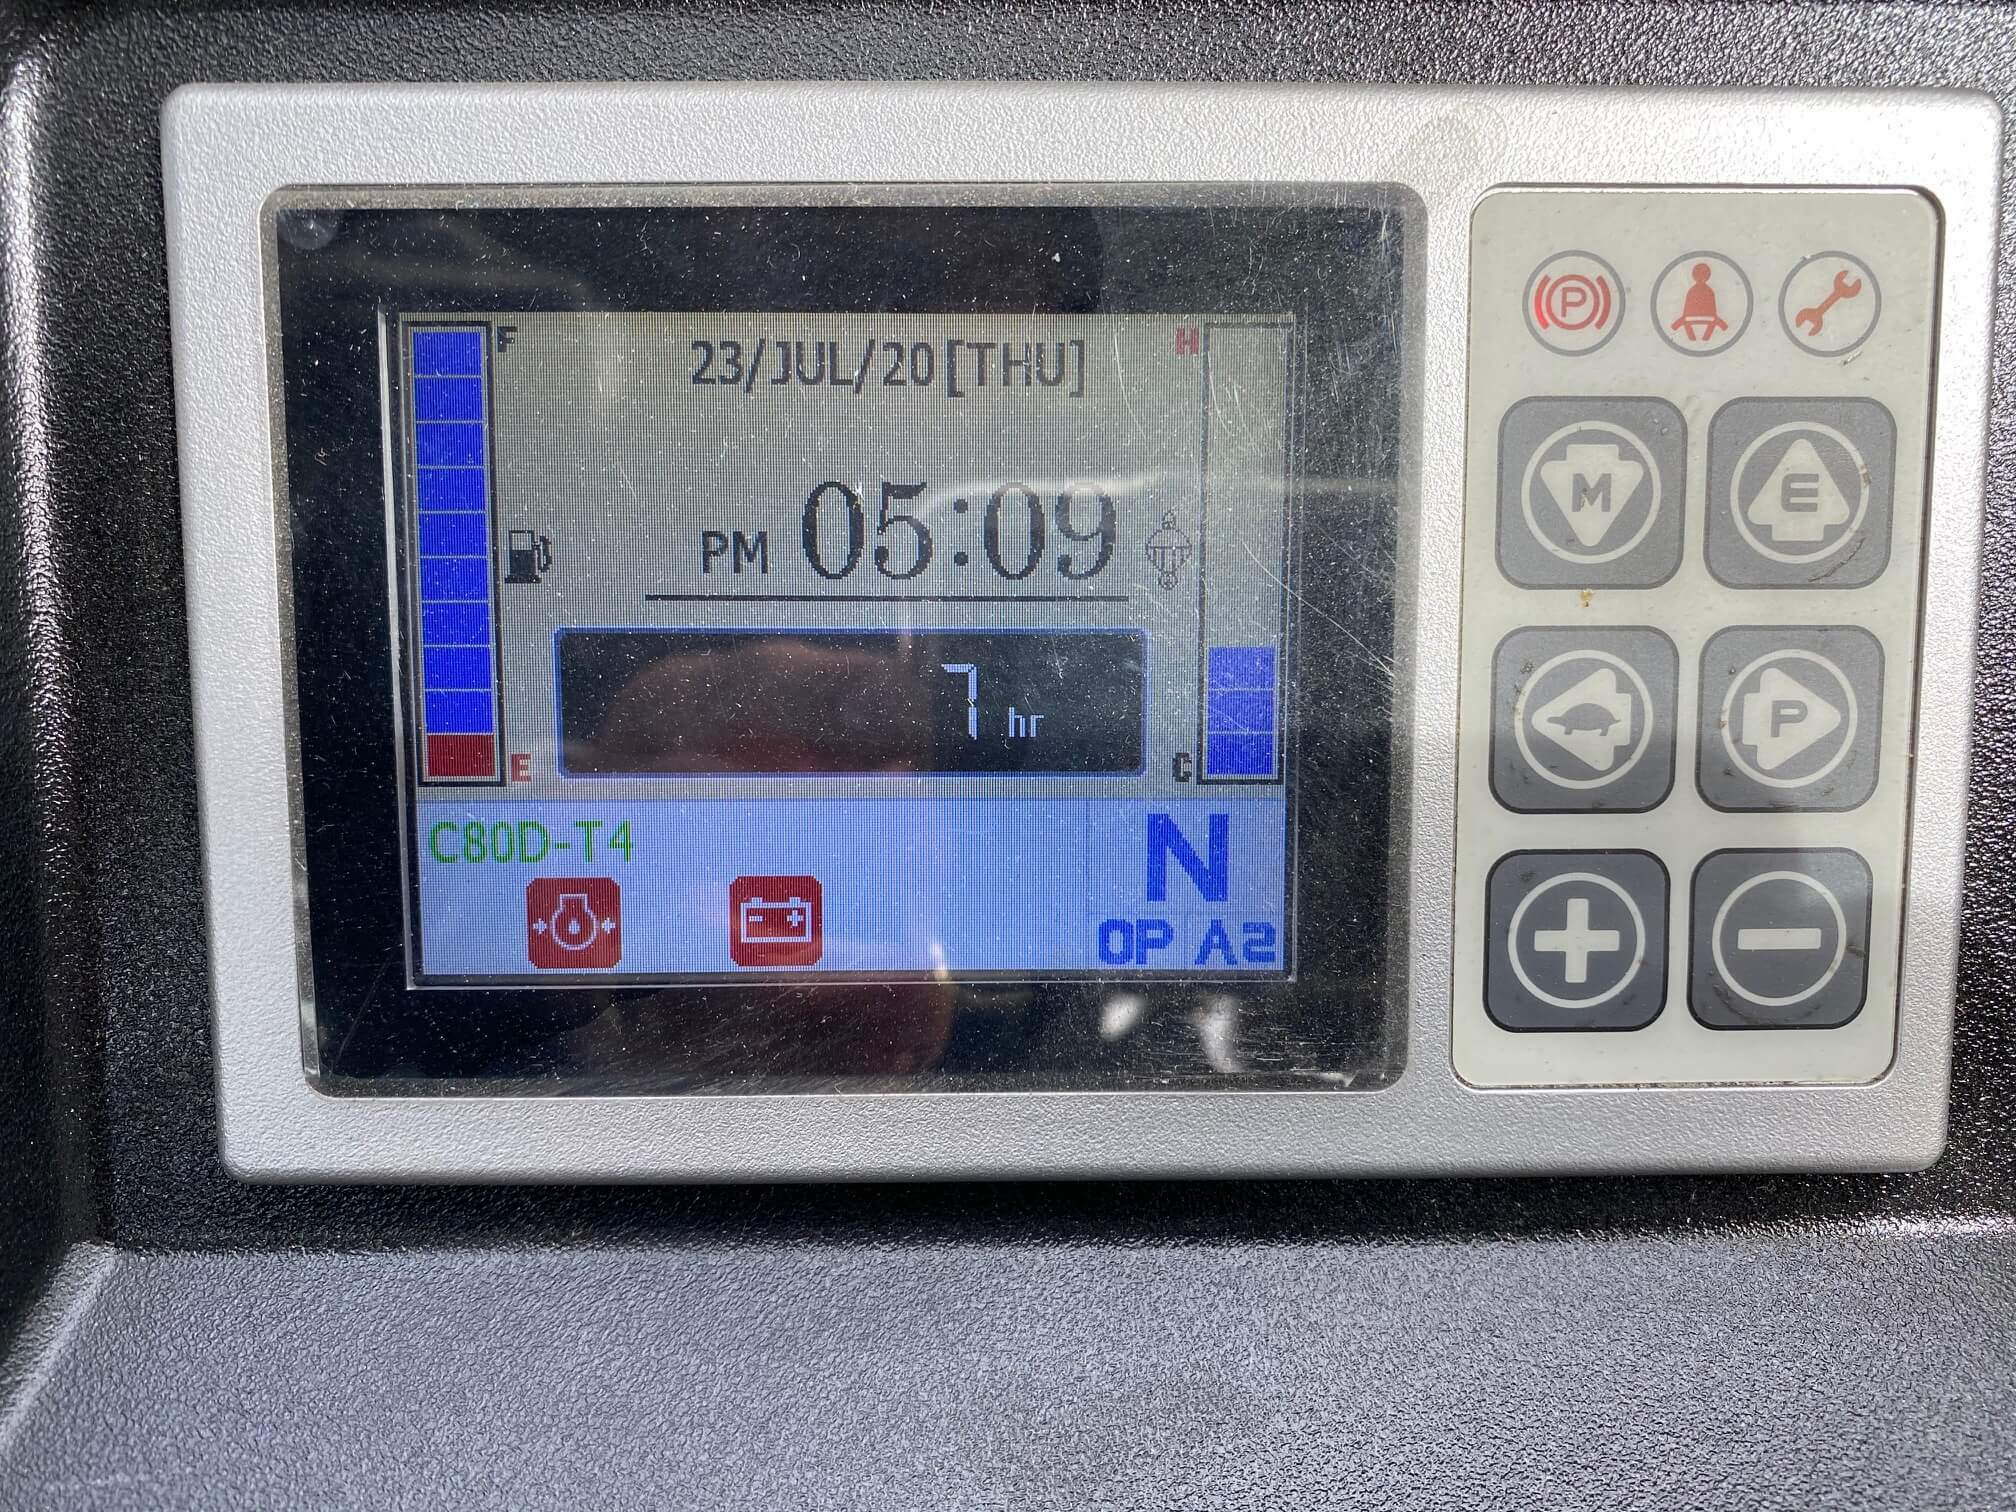 F
23/JUL/20[THU]
H
PM 05:09
7 hr
E
C
C80D-T4
N
OP A2
P
M
E
P